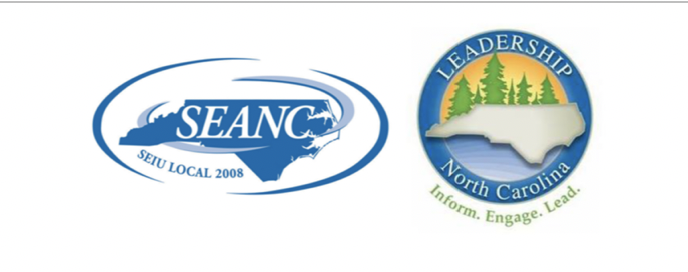 SEANC
SEIU LOCAL 2008
LEADERSHIP
North Carolina
Inform. Engage. Lead.